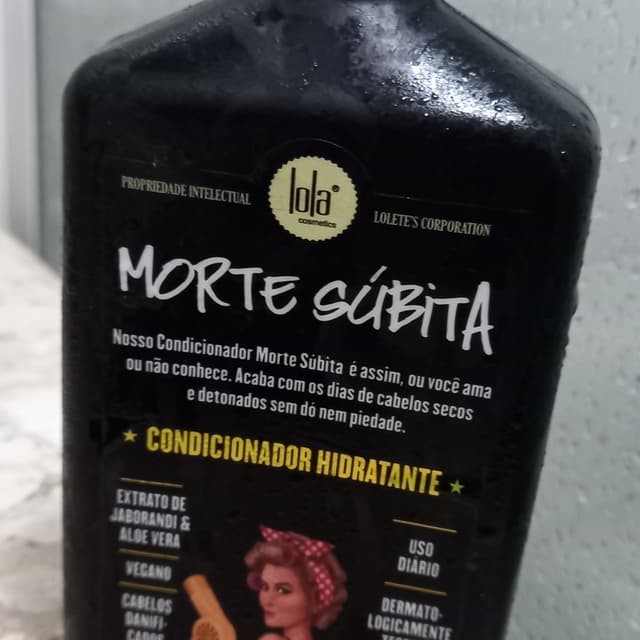 PROPRIEDADE INTELECTUAL
lola®
cosmetics
LOLETE'S CORPORATION
MORTE SÚBITA
Nosso Condicionador Morte Súbita é assim, ou você ama
ou não conhece. Acaba com os dias de cabelos secos
e detonados sem dó nem piedade.
★ CONDICIONADOR HIDRATANTE ★
EXTRATO DE
JABORANDI &
ALOE VERA
VEGANO
CABELOS
DANIFI-
USO
DIÁRIO
DERMATO-
LOGICAMENTE